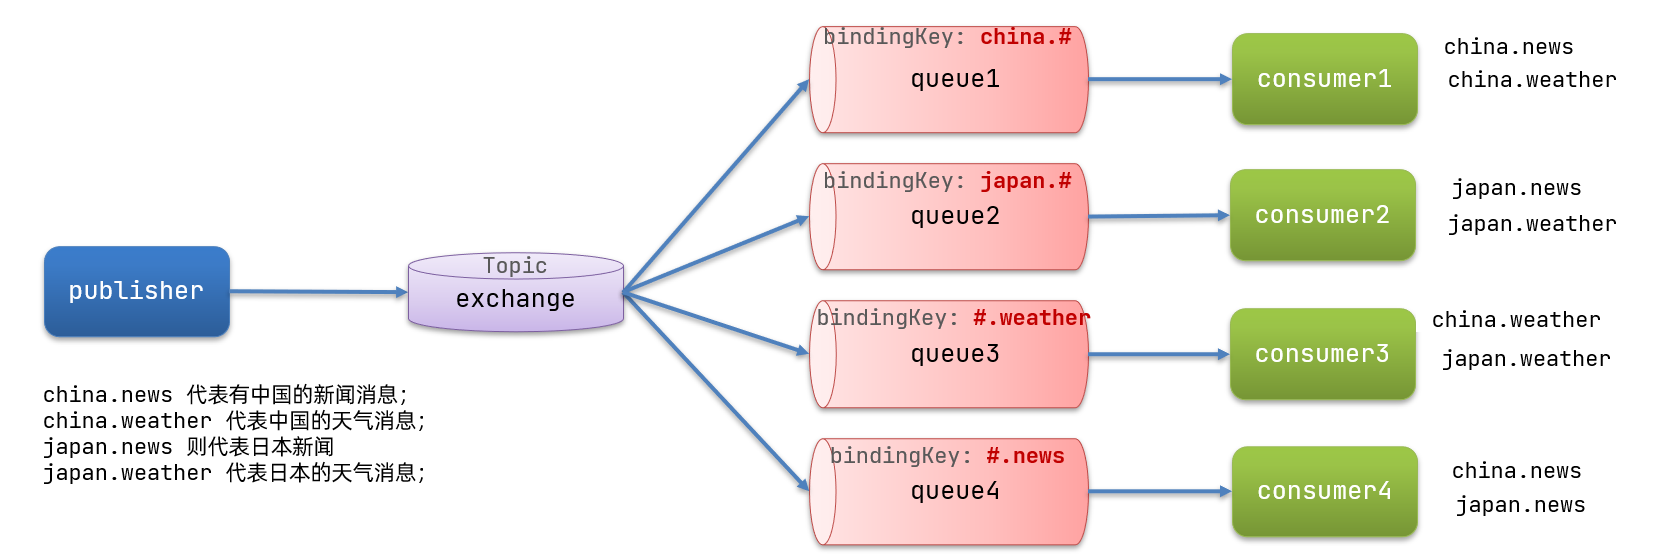 bindingKey: china.#
queue1
consumer1
china.news
china.weather
bindingKey: japan.#
queue2
consumer2
japan.news
japan.weather
publisher
Topic
exchange
bindingKey: #.weather
queue3
consumer3
china.weather
japan.weather
china.news 代表有中国的新闻消息;
china.weather 代表中国的天气消息;
japan.news 则代表日本新闻
japan.weather 代表日本的天气消息;
bindingKey: #.news
queue4
consumer4
china.news
japan.news